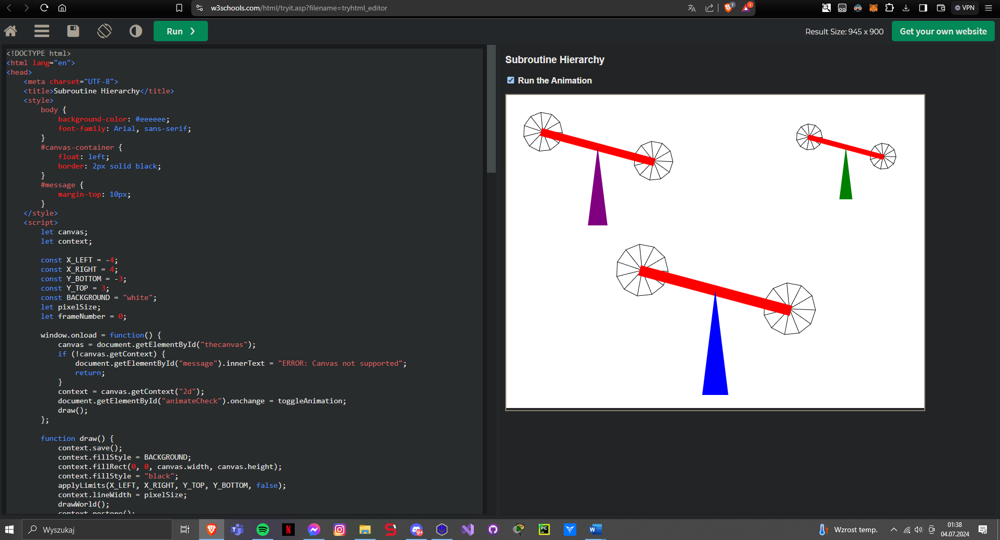 w3schools.com/html/tryit.asp?filename=tryhtml_editor
7
1
VPN
Run ❯
Result Size: 945 x 900
Get your own website
<!DOCTYPE html>
<html lang="en">
<head>
    <meta charset="UTF-8">
    <title>Subroutine Hierarchy</title>
    <style>
        body {
            background-color: #eeeeee;
            font-family: Arial, sans-serif;
        }
        #canvas-container {
            float: left;
            border: 2px solid black;
        }
        #message {
            margin-top: 10px;
        }
    </style>
    <script>
        let canvas;
        let context;
        const X_LEFT = -4;
        const X_RIGHT = 4;
        const Y_BOTTOM = -3;
        const Y_TOP = 3;
        const BACKGROUND = "white";
        let pixelSize;
        let frameNumber = 0;
        window.onload = function() {
            canvas = document.getElementById("thecanvas");
            if (!canvas.getContext) {
                document.getElementById("message").innerText = "ERROR: Canvas not supported";
                return;
            }
            context = canvas.getContext("2d");
            document.getElementById("animateCheck").onchange = toggleAnimation;
            draw();
        };
        function draw() {
            context.save();
            context.fillStyle = BACKGROUND;
            context.fillRect(0, 0, canvas.width, canvas.height);
            context.fillStyle = "black";
            applyLimits(X_LEFT, X_RIGHT, Y_TOP, Y_BOTTOM, false);
            context.lineWidth = pixelSize;
            drawWorld();
            context.restore();
Subroutine Hierarchy
Run the Animation
Wyszukaj
9+
PC
Wzrost temp.
01:38
04.07.2024